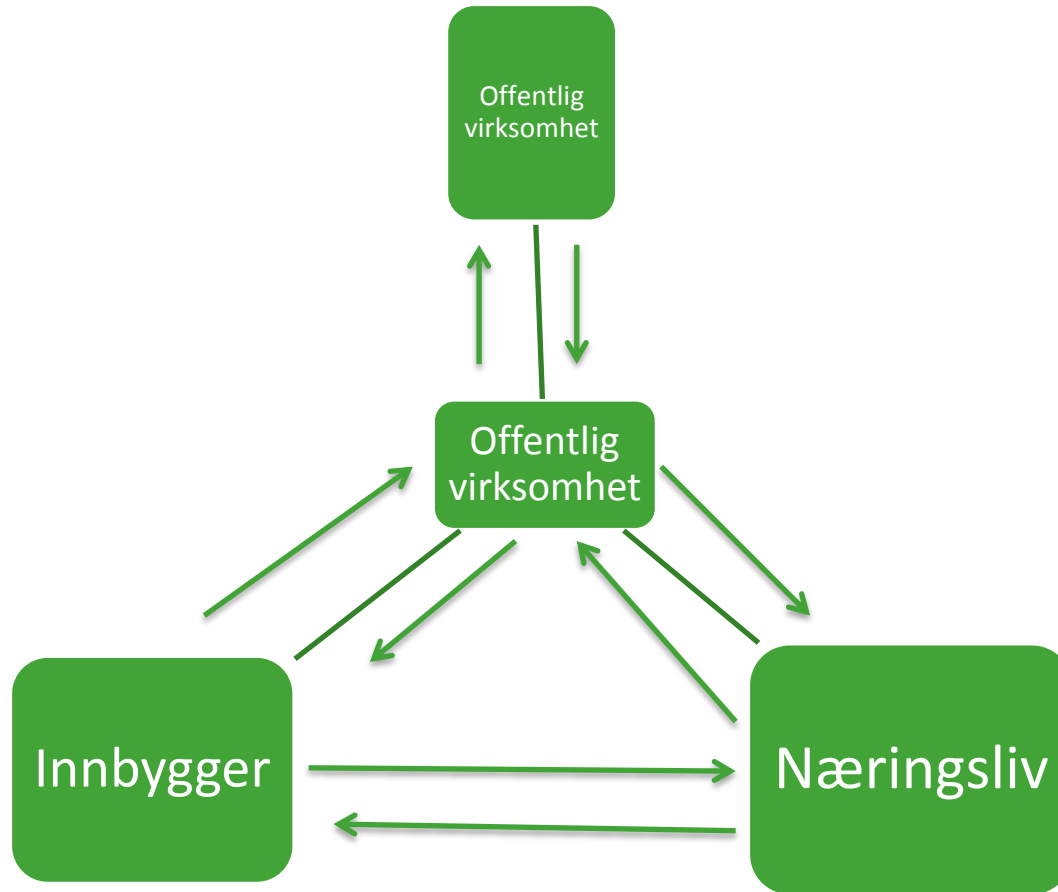 Offentlig
virksomhet
Offentlig
virksomhet
Innbygger
Næringsliv